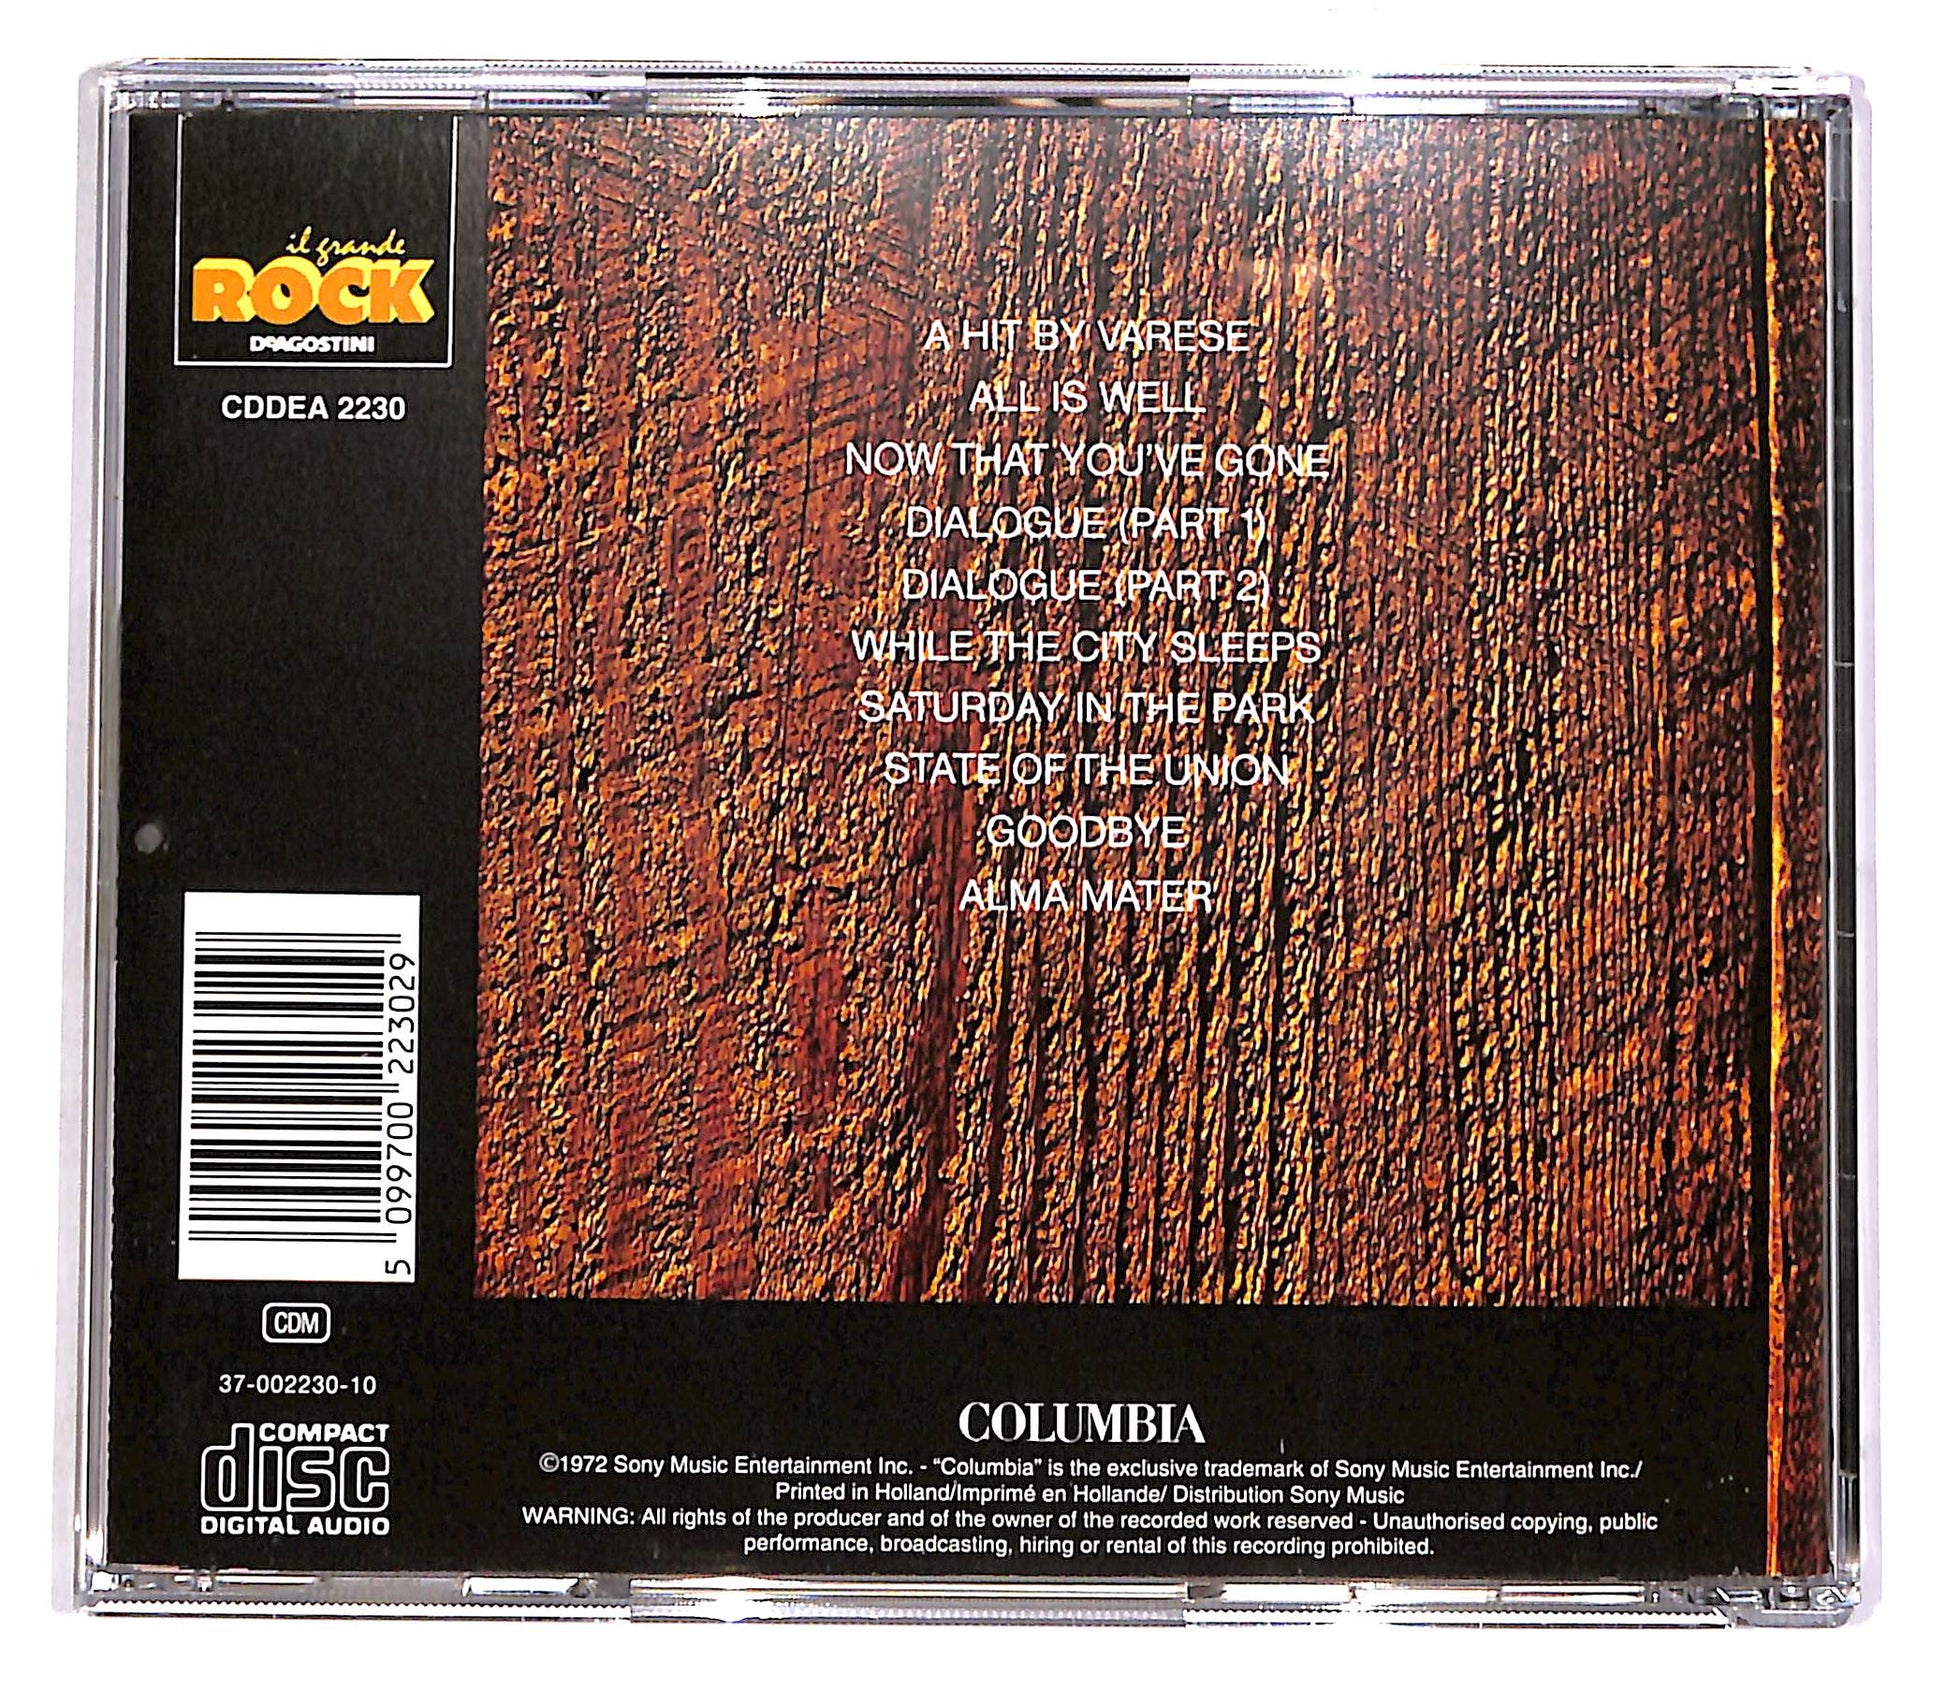 il grande
ROCK
DeAGOSTINI
CDDEA 2230
A HIT BY VARESE
ALL IS WELL
NOW THAT YOU'VE GONE
DIALOGUE (PART 1)
DIALOGUE (PART 2)
WHILE THE CITY SLEEPS
SATURDAY IN THE PARK
STATE OF THE UNION
GOODBYE
ALMA MATER
5 099700 223029
CDM
37-002230-10
COMPACT
disc
DIGITAL AUDIO
COLUMBIA
©1972 Sony Music Entertainment Inc. - “Columbia” is the exclusive trademark of Sony Music Entertainment Inc./
Printed in Holland/Imprimé en Hollande/ Distribution Sony Music
WARNING: All rights of the producer and of the owner of the recorded work reserved - Unauthorised copying, public
performance, broadcasting, hiring or rental of this recording prohibited.